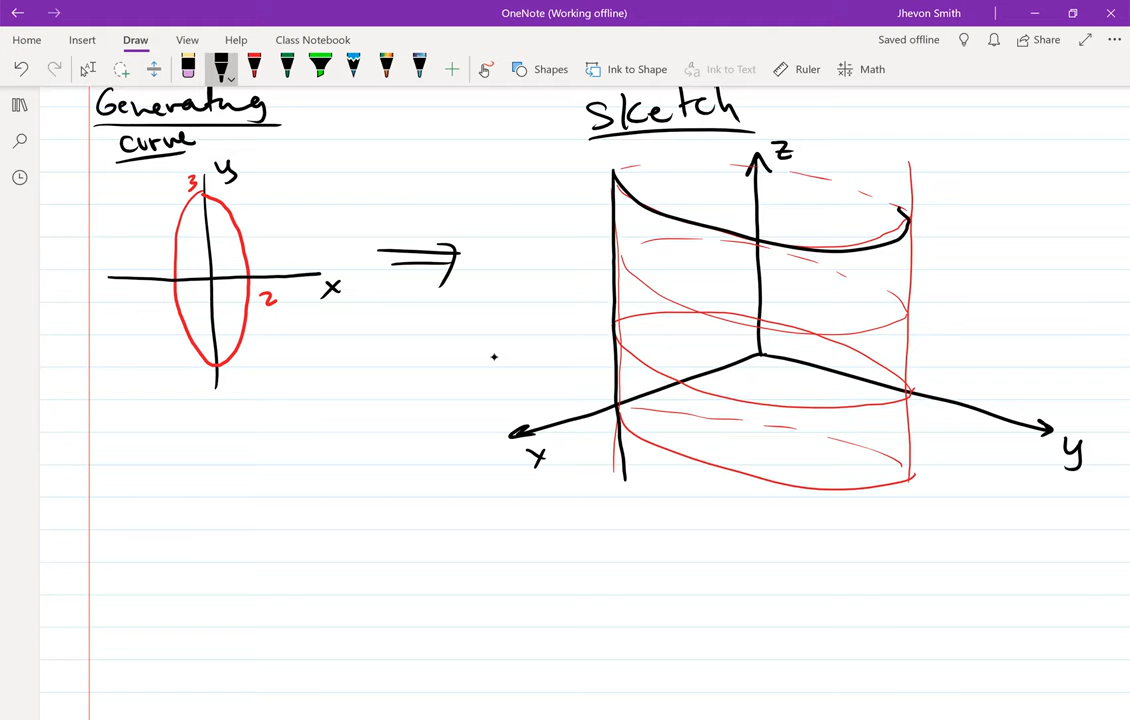 OneNote (Working offline)
Jhevon Smith
Home Insert Draw View Help Class Notebook
Saved offline
Share
Shapes
Ink to Shape
Ink to Text
Ruler
Math
Generating
curve
Sketch
y
3
x
2
z
x
y